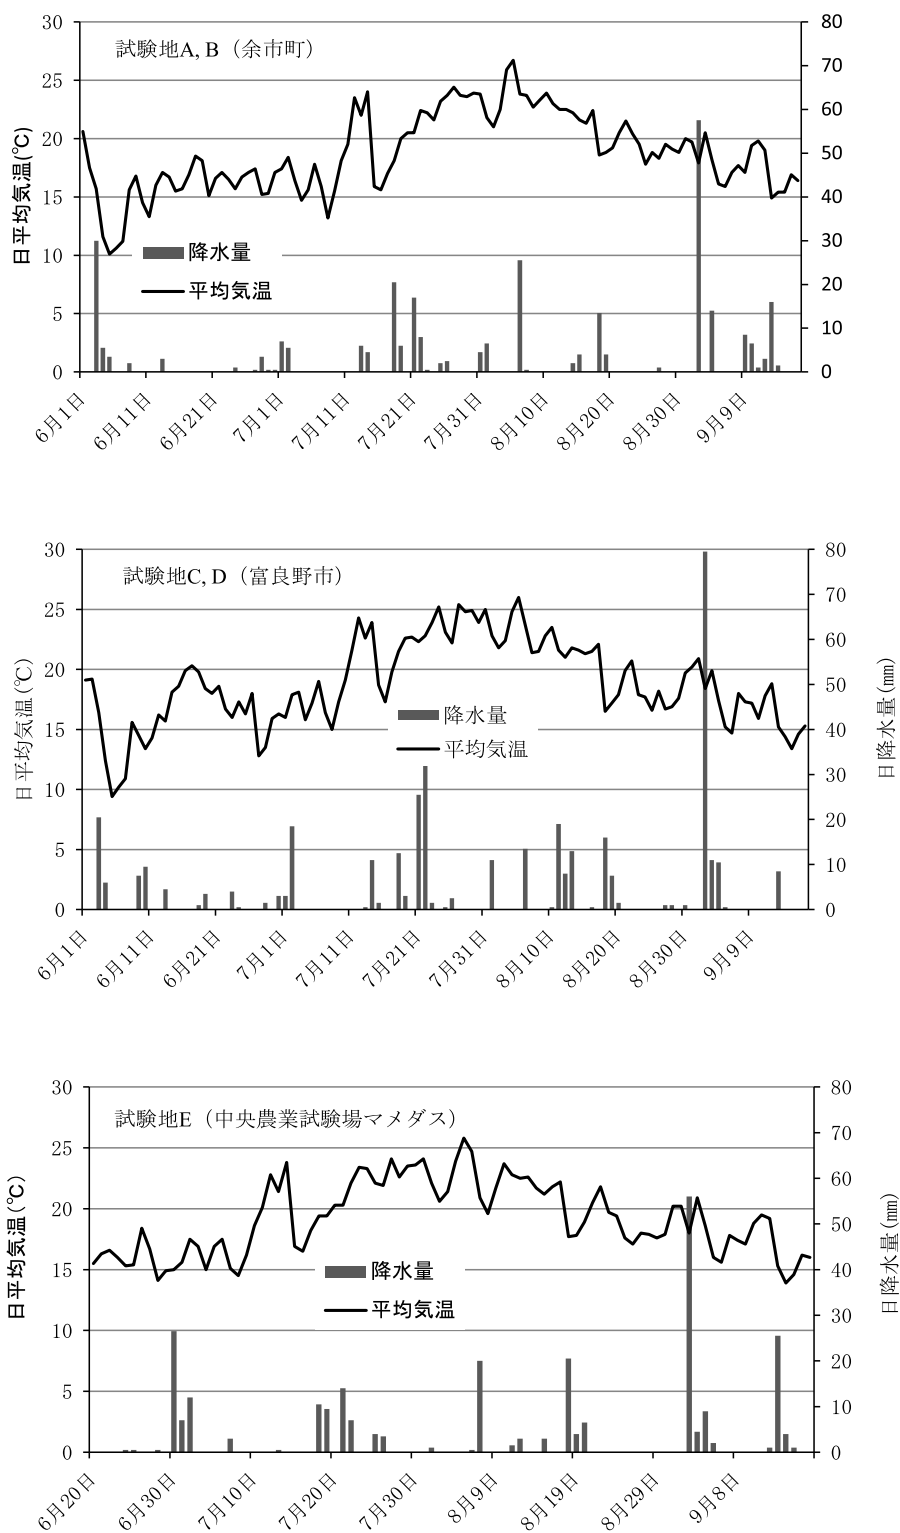 試験地A, B（余市町）
日平均気温(℃)
30
25
20
15
10
5
0
80
70
60
50
40
30
20
10
0
降水量
平均気温
6月1日
6月11日
6月21日
7月1日
7月11日
7月21日
7月31日
8月10日
8月20日
8月30日
9月9日
試験地C, D（富良野市）
日平均気温(℃)
30
25
20
15
10
5
0
80
70
60
50
40
30
20
10
0
日降水量(mm)
降水量
平均気温
6月1日
6月11日
6月21日
7月1日
7月11日
7月21日
7月31日
8月10日
8月20日
8月30日
9月9日
試験地E（中央農業試験場マメダス）
日平均気温(℃)
30
25
20
15
10
5
0
80
70
60
50
40
30
20
10
0
日降水量(mm)
降水量
平均気温
6月20日
6月30日
7月10日
7月20日
7月30日
8月9日
8月19日
8月29日
9月8日